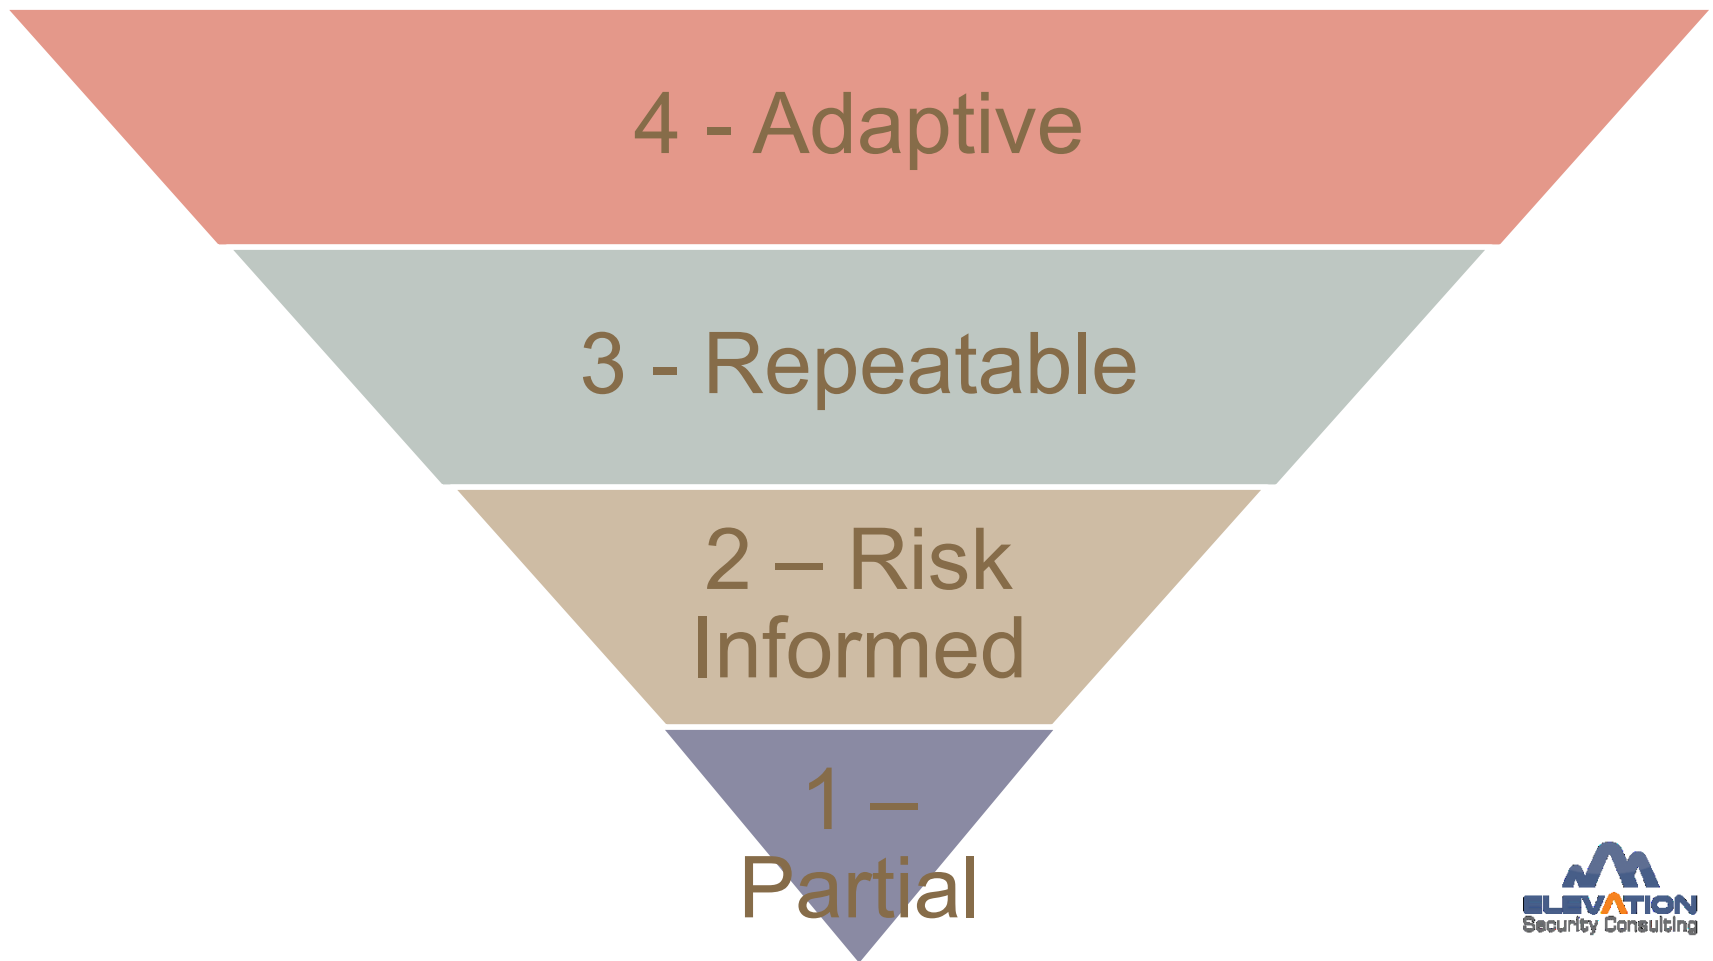 4 - Adaptive
3 - Repeatable
2 – Risk
Informed
1 –
Partial
ELEVATION
Security Consulting